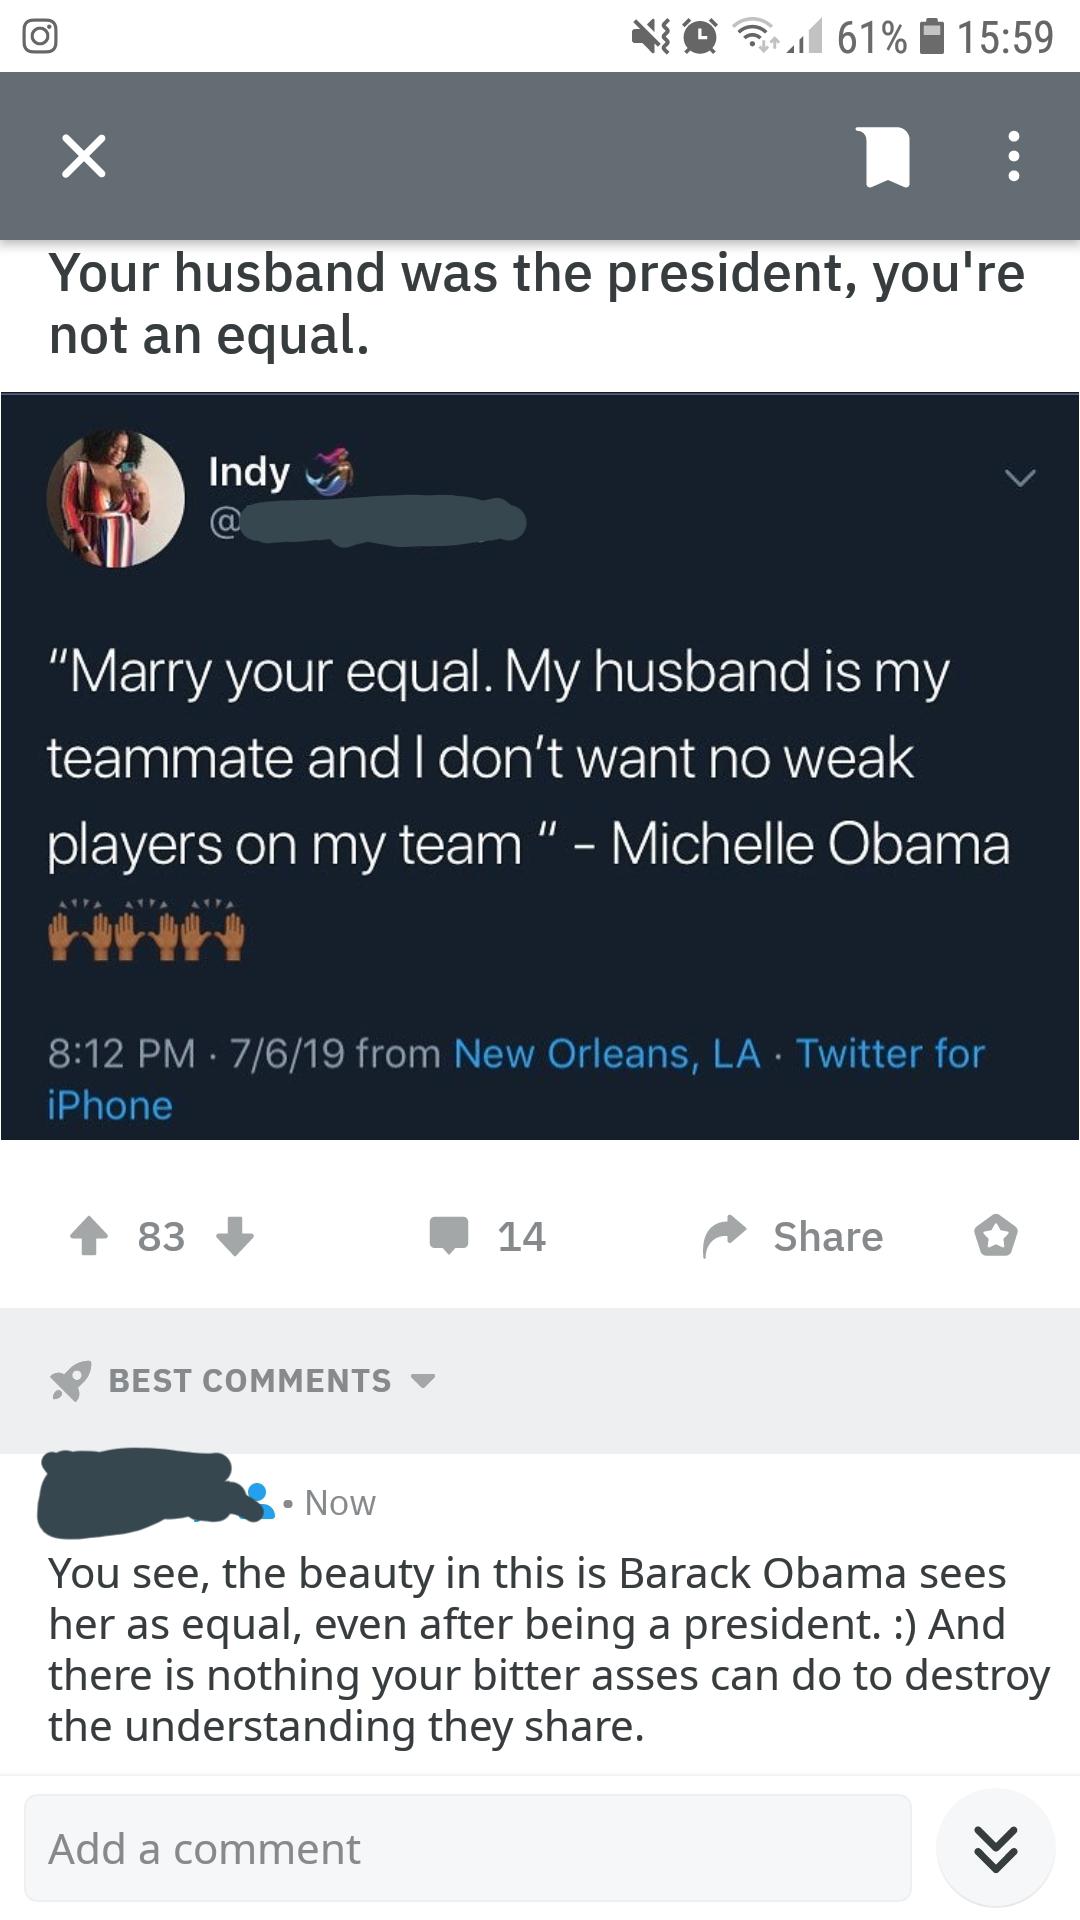 61% 15:59
Your husband was the president, you're
not an equal.
Indy
@
“Marry your equal. My husband is my
teammate and I don’t want no weak
players on my team “ - Michelle Obama
🙌🏾🙌🏾🙌🏾
8:12 PM · 7/6/19 from New Orleans, LA · Twitter for
iPhone
83 14 Share
BEST COMMENTS
• Now
You see, the beauty in this is Barack Obama sees
her as equal, even after being a president. :) And
there is nothing your bitter asses can do to destroy
the understanding they share.
Add a comment